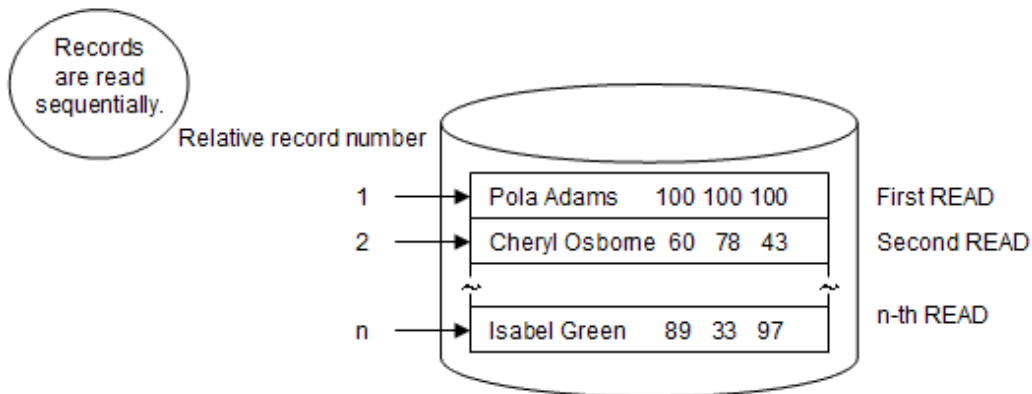 Records
are read
sequentially.
Relative record number
1 Pola Adams 100 100 100 First READ
2 Cheryl Osborne 60 78 43 Second READ
~ ~
n Isabel Green 89 33 97 n-th READ